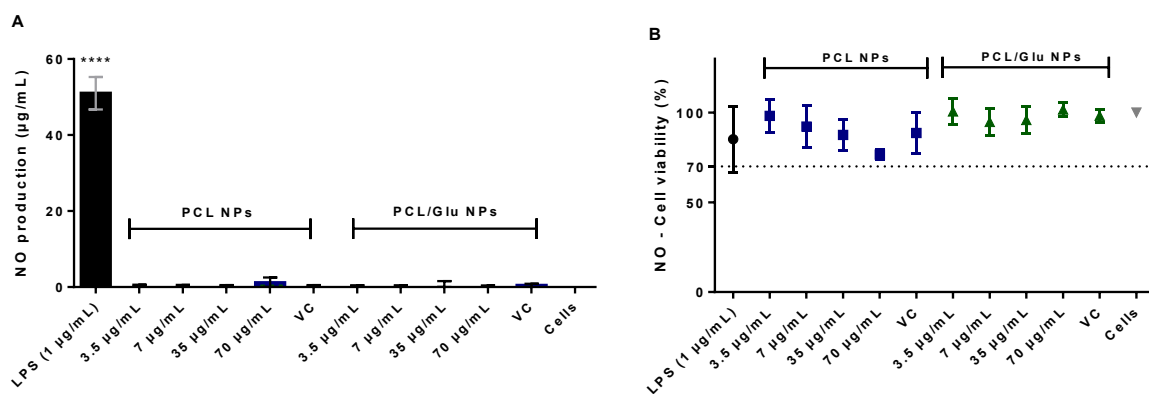 A
NO production (µg/mL)
60
40
20
0
****
PCL NPs
PCL/Glu NPs
LPS (1 µg/mL)
3.5 µg/mL
7 µg/mL
35 µg/mL
70 µg/mL
VC
3.5 µg/mL
7 µg/mL
35 µg/mL
70 µg/mL
VC
Cells
B
NO - Cell viability (%)
100
70
50
0
PCL NPs
PCL/Glu NPs
LPS (1 µg/mL)
3.5 µg/mL
7 µg/mL
35 µg/mL
70 µg/mL
VC
3.5 µg/mL
7 µg/mL
35 µg/mL
70 µg/mL
VC
Cells